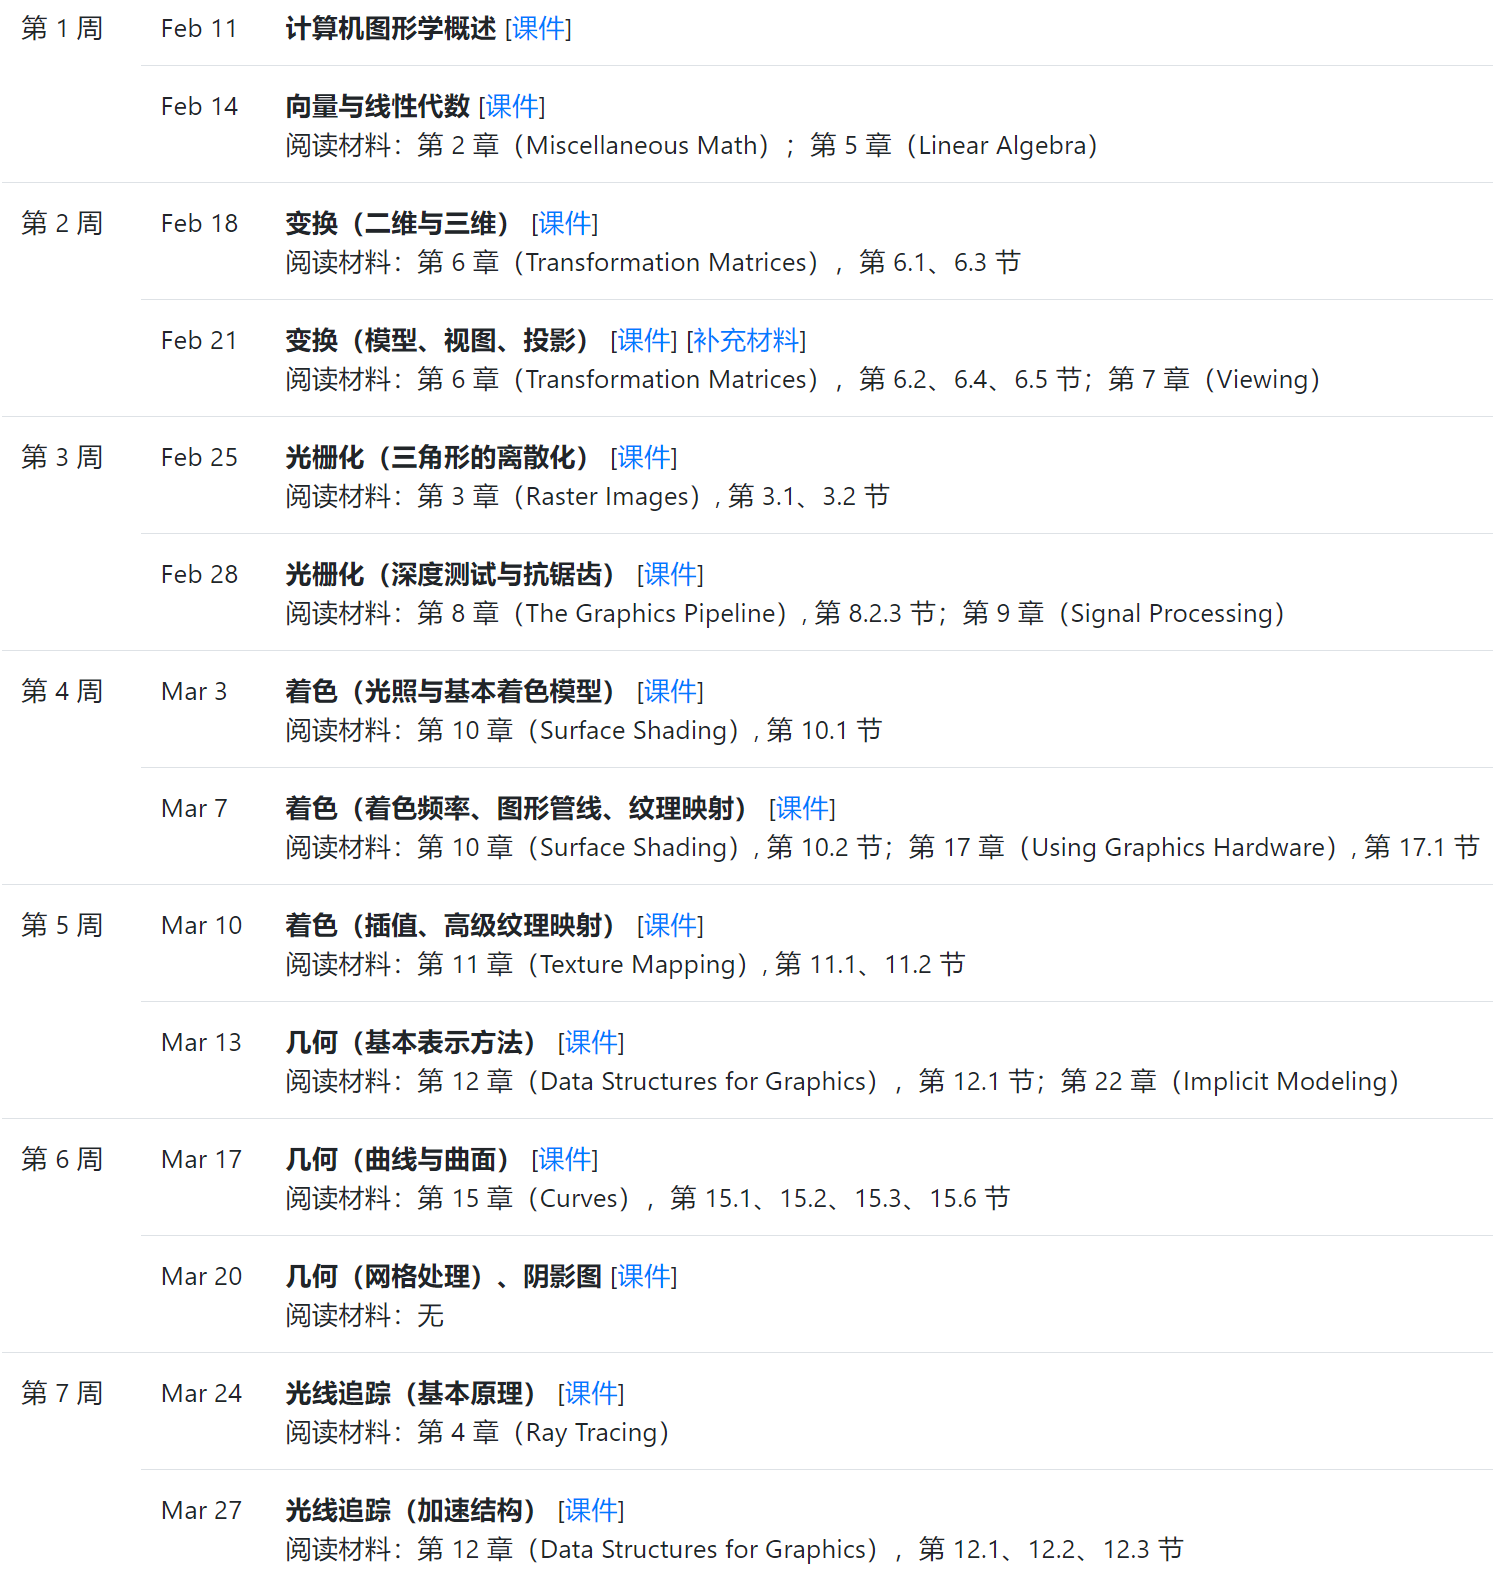 第 1 周 Feb 11 计算机图形学概述 [课件]
Feb 14 向量与线性代数 [课件]
阅读材料：第 2 章（Miscellaneous Math）；第 5 章（Linear Algebra）
第 2 周 Feb 18 变换（二维与三维） [课件]
阅读材料：第 6 章（Transformation Matrices），第 6.1、6.3 节
Feb 21 变换（模型、视图、投影） [课件] [补充材料]
阅读材料：第 6 章（Transformation Matrices），第 6.2、6.4、6.5 节；第 7 章（Viewing）
第 3 周 Feb 25 光栅化（三角形的离散化） [课件]
阅读材料：第 3 章（Raster Images）, 第 3.1、3.2 节
Feb 28 光栅化（深度测试与抗锯齿） [课件]
阅读材料：第 8 章（The Graphics Pipeline）, 第 8.2.3 节；第 9 章（Signal Processing）
第 4 周 Mar 3 着色（光照与基本着色模型） [课件]
阅读材料：第 10 章（Surface Shading）, 第 10.1 节
Mar 7 着色（着色频率、图形管线、纹理映射） [课件]
阅读材料：第 10 章（Surface Shading）, 第 10.2 节；第 17 章（Using Graphics Hardware）, 第 17.1 节
第 5 周 Mar 10 着色（插值、高级纹理映射） [课件]
阅读材料：第 11 章（Texture Mapping）, 第 11.1、11.2 节
Mar 13 几何（基本表示方法） [课件]
阅读材料：第 12 章（Data Structures for Graphics），第 12.1 节；第 22 章（Implicit Modeling）
第 6 周 Mar 17 几何（曲线与曲面） [课件]
阅读材料：第 15 章（Curves），第 15.1、15.2、15.3、15.6 节
Mar 20 几何（网格处理）、阴影图 [课件]
阅读材料：无
第 7 周 Mar 24 光线追踪（基本原理） [课件]
阅读材料：第 4 章（Ray Tracing）
Mar 27 光线追踪（加速结构） [课件]
阅读材料：第 12 章（Data Structures for Graphics），第 12.1、12.2、12.3 节